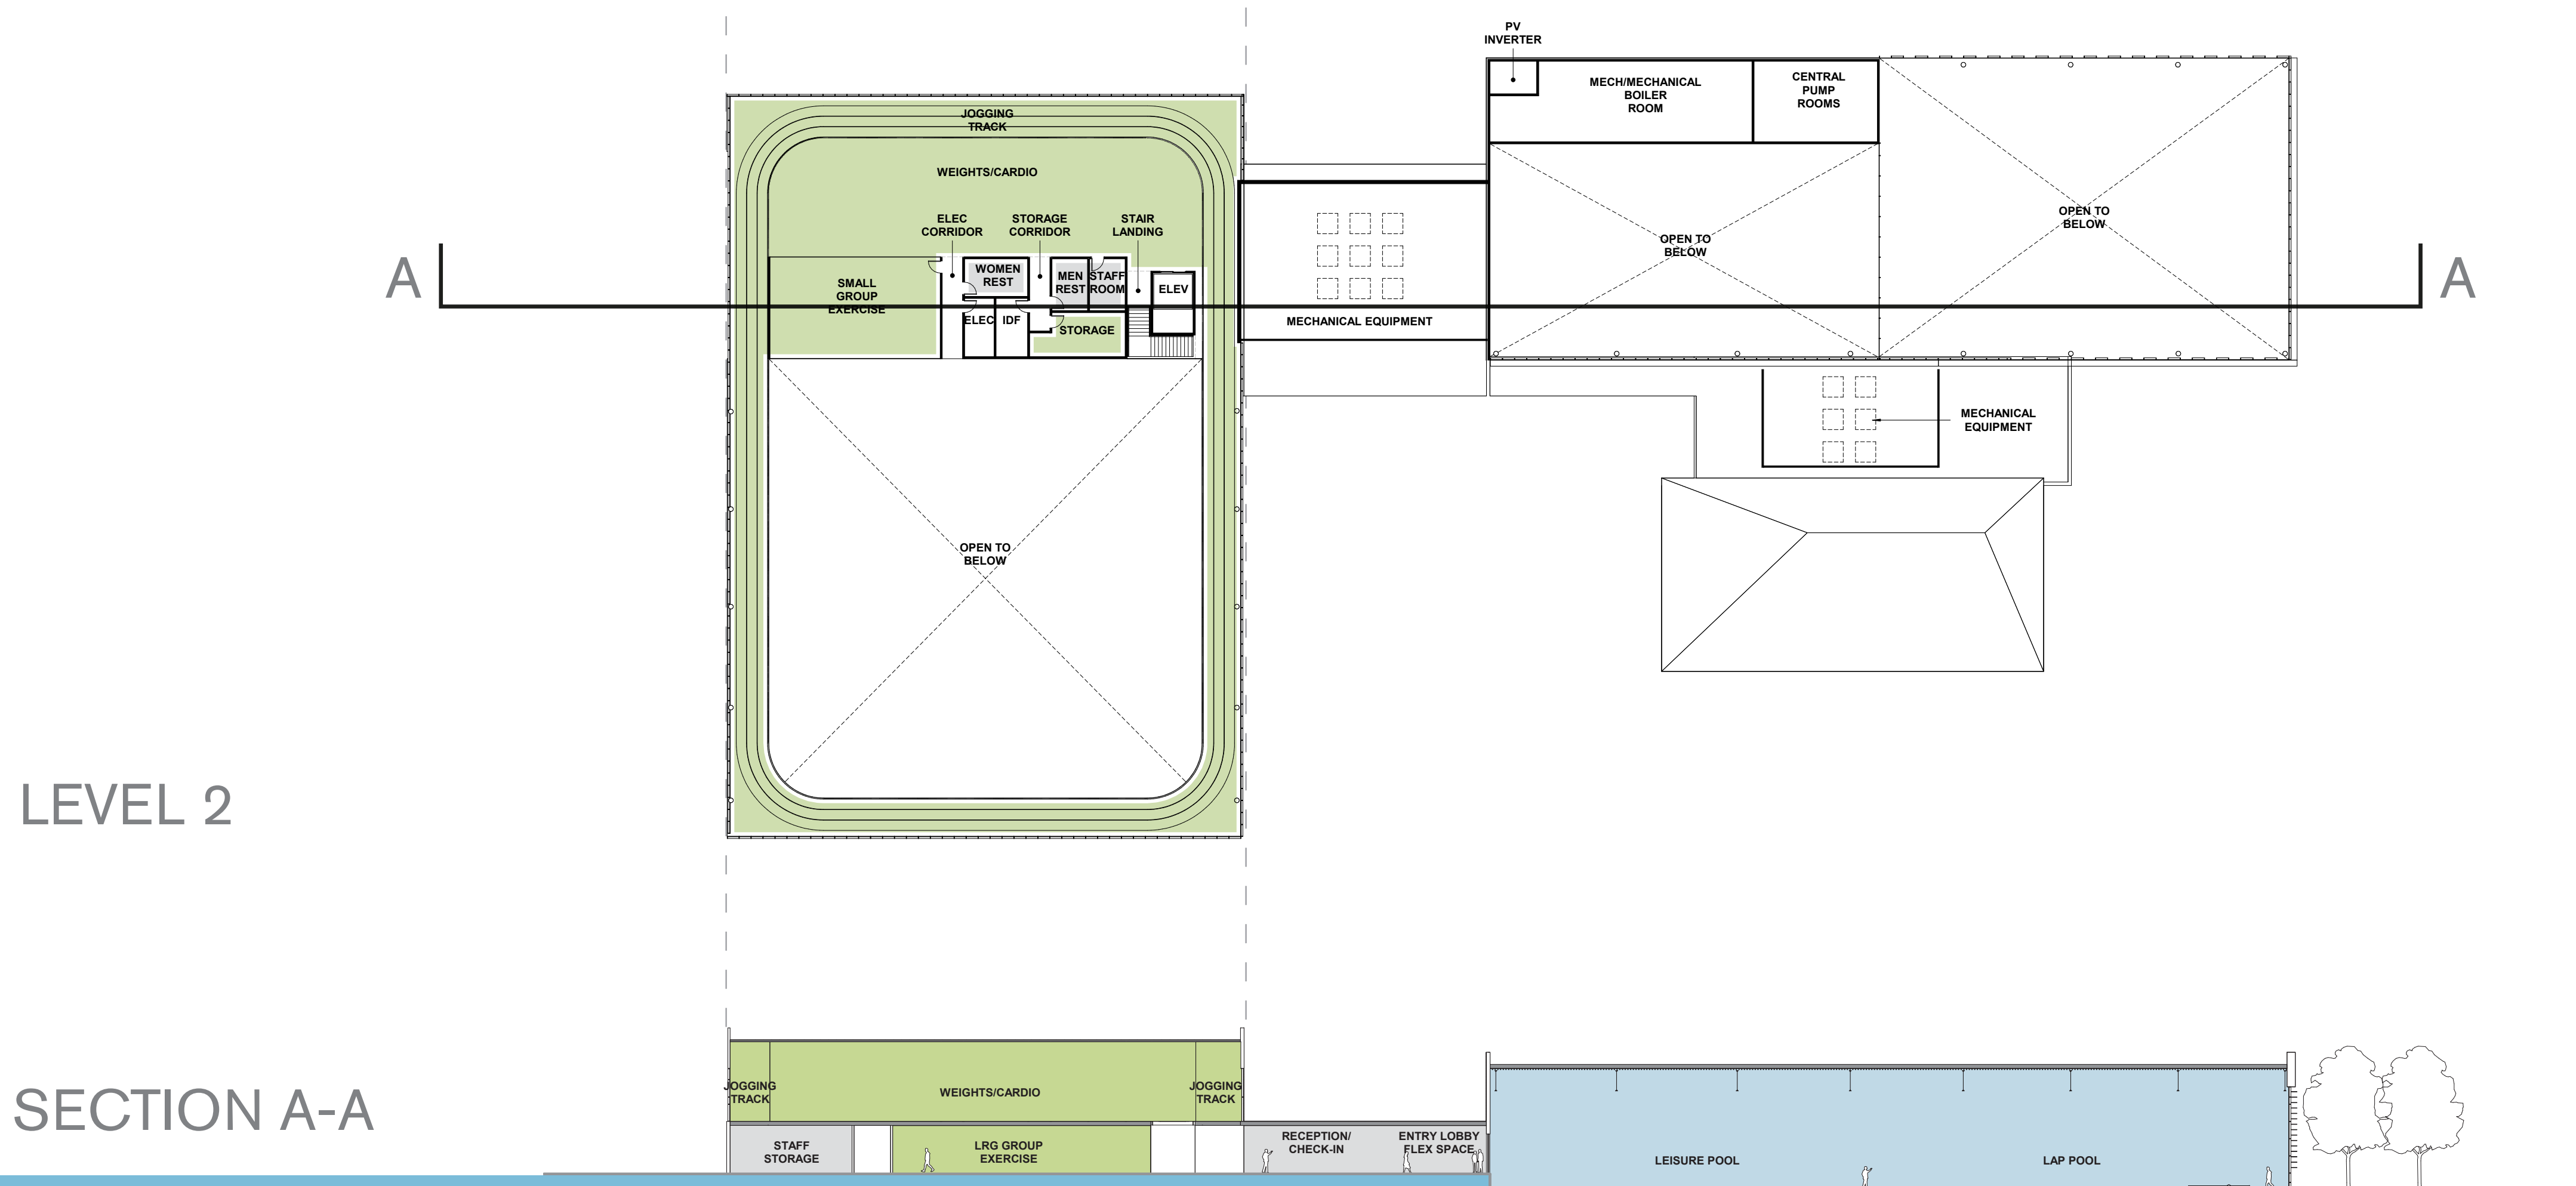 PV
INVERTER
MECH/MECHANICAL
BOILER
ROOM
CENTRAL
PUMP
ROOMS
JOGGING
TRACK
WEIGHTS/CARDIO
ELEC
CORRIDOR
STORAGE
CORRIDOR
STAIR
LANDING
OPEN TO
BELOW
OPEN TO
BELOW
A
A
SMALL
GROUP
EXERCISE
WOMEN
REST
MEN
REST
STAFF
ROOM
ELEV
ELEC
IDF
STORAGE
MECHANICAL EQUIPMENT
MECHANICAL
EQUIPMENT
OPEN TO
BELOW
LEVEL 2
SECTION A-A
JOGGING
TRACK
WEIGHTS/CARDIO
JOGGING
TRACK
STAFF
STORAGE
LRG GROUP
EXERCISE
RECEPTION/
CHECK-IN
ENTRY LOBBY
FLEX SPACE
LEISURE POOL
LAP POOL